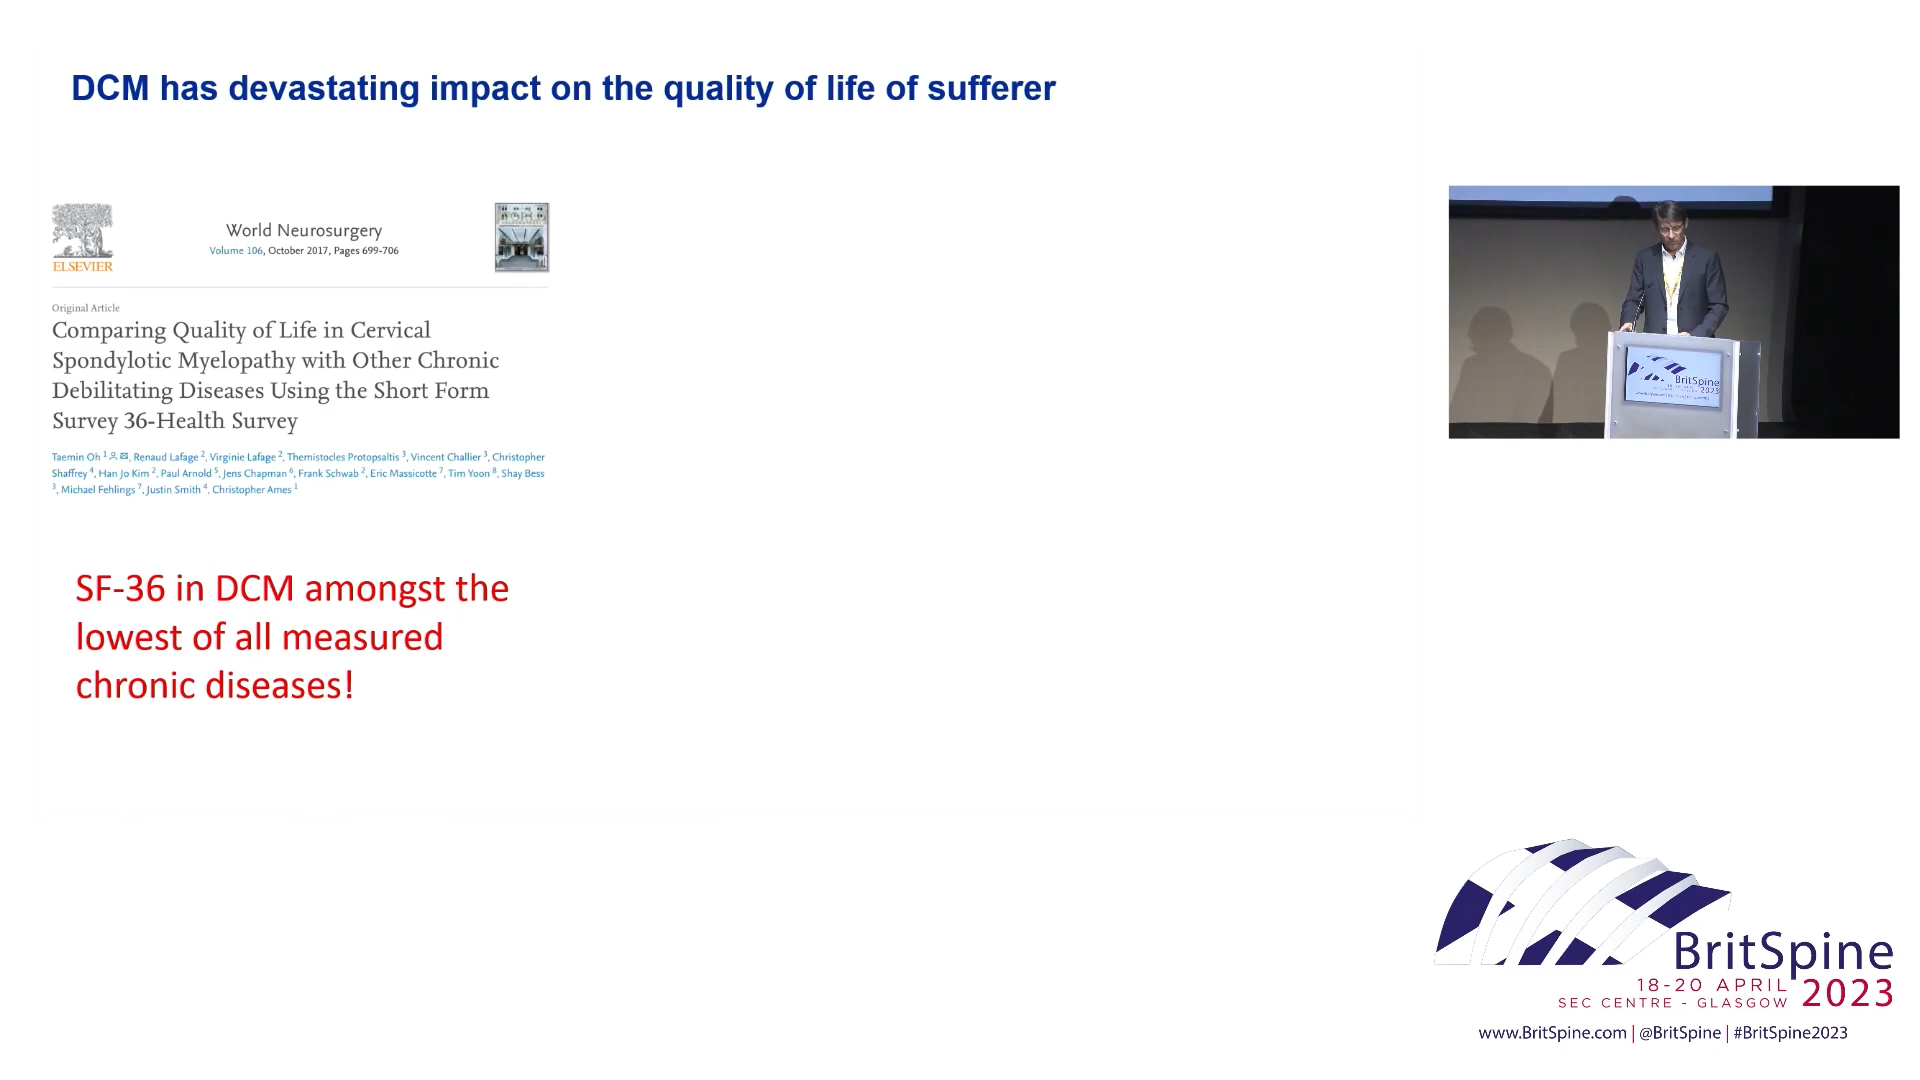 DCM has devastating impact on the quality of life of sufferer
ELSEVIER
World Neurosurgery
Volume 106, October 2017, Pages 699-706
Original Article
Comparing Quality of Life in Cervical
Spondylotic Myelopathy with Other Chronic
Debilitating Diseases Using the Short Form
Survey 36-Health Survey
Taemin Oh 1, Renaud Lafage 2, Virginie Lafage 2, Themistocles Protopsaltis 3, Vincent Challier 3, Christopher
Shaffrey 4, Han Jo Kim 2, Paul Arnold 5, Jens Chapman 6, Frank Schwab 2, Eric Massicotte 7, Tim Yoon 8, Shay Bess
3, Michael Fehlings 7, Justin Smith 4, Christopher Ames 1
SF-36 in DCM amongst the
lowest of all measured
chronic diseases!
BritSpine
2023
BritSpine
18-20 APRIL 2023
SEC CENTRE - GLASGOW
www.BritSpine.com | @BritSpine | #BritSpine2023